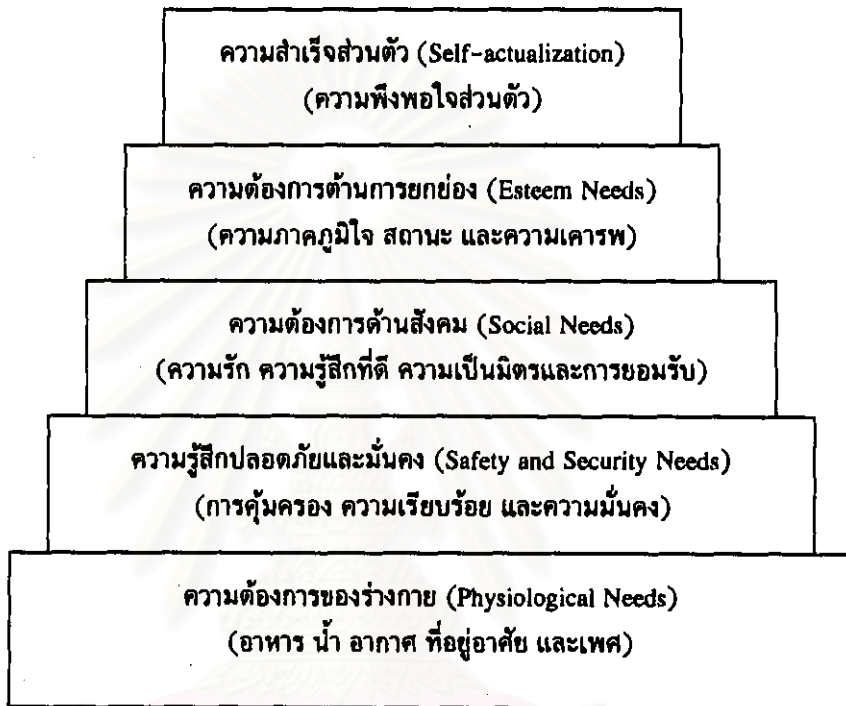 ความสำเร็จส่วนตัว (Self-actualization)
(ความพึงพอใจส่วนตัว)
ความต้องการด้านการยกย่อง (Esteem Needs)
(ความภาคภูมิใจ สถานะ และความเคารพ)
ความต้องการด้านสังคม (Social Needs)
(ความรัก ความรู้สึกที่ดี ความเป็นมิตรและการยอมรับ)
ความรู้สึกปลอดภัยและมั่นคง (Safety and Security Needs)
(การคุ้มครอง ความเรียบร้อย และความมั่นคง)
ความต้องการของร่างกาย (Physiological Needs)
(อาหาร น้ำ อากาศ ที่อยู่อาศัย และเพศ)